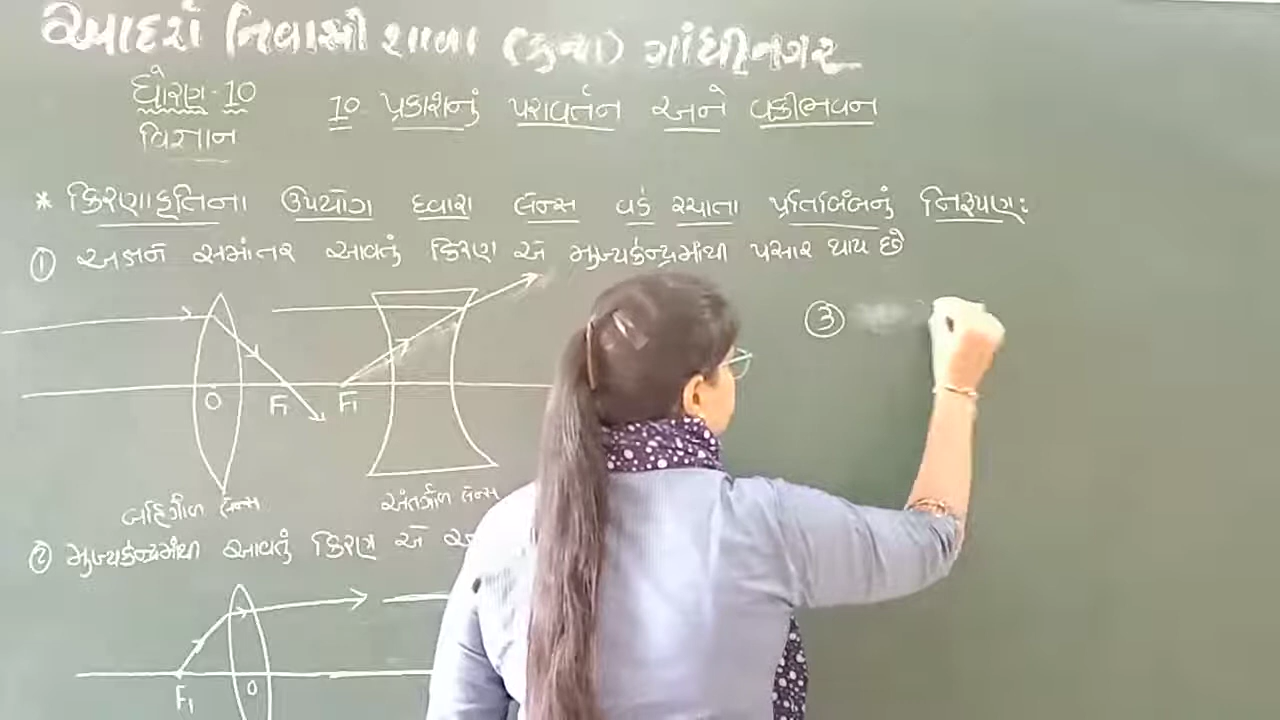 આદર્શ નિવાસી શાળા (કન્યા) ગાંધીનગર
ધોરણ-10
વિજ્ઞાન
10 પ્રકાશનું પરાવર્તન અને વક્રીભવન
* કિરણાકૃતિના ઉપયોગ દ્વારા લેન્સ વડે રચાતા પ્રતિબિંબનું નિરૂપણ:
① અક્ષને સમાંતર આવતું કિરણ એ મુખ્યકેન્દ્રમાંથી પસાર થાય છે
O F₁ F₁
બહિર્ગોળ લેન્સ
અંતર્ગોળ લેન્સ
② મુખ્યકેન્દ્રમાંથી આવતું કિરણ એ
F₁ O
③